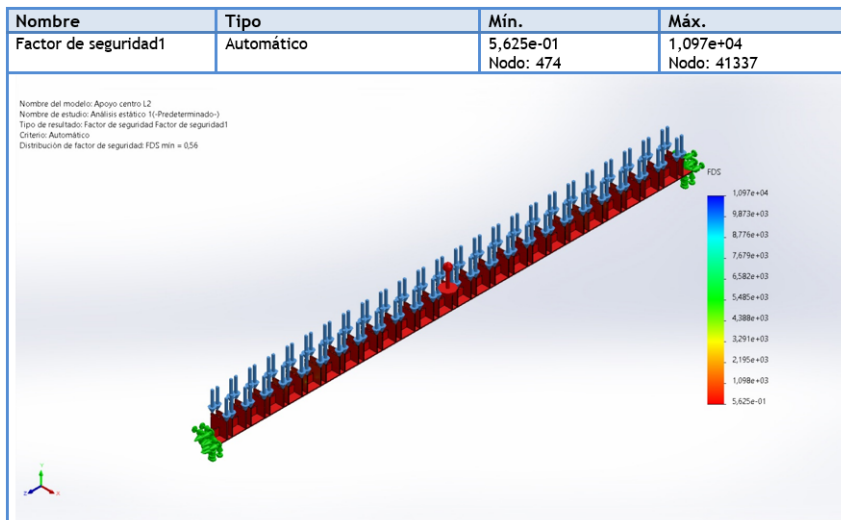 Nombre Tipo Mín. Máx.
Factor de seguridad1 Automático 5,625e-01 1,097e+04
Nodo: 474 Nodo: 41337
Nombre del modelo: Apoyo centro L2
Nombre de estudio: Análisis estático 1(-Predeterminado-)
Tipo de resultado: Factor de seguridad Factor de seguridad1
Criterio: Automático
Distribución de factor de seguridad: FDS mín = 0,56
FDS
1,097e+04
9,873e+03
8,776e+03
7,679e+03
6,582e+03
5,485e+03
4,388e+03
3,291e+03
2,195e+03
1,098e+03
5,625e-01
Y
Z X